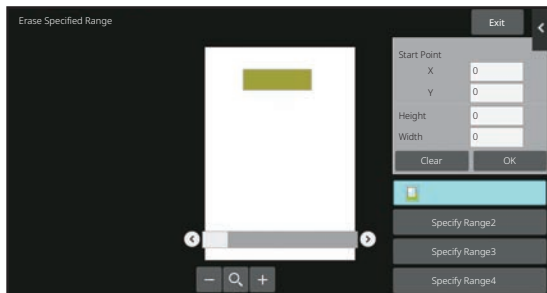 Erase Specified Range
Exit
Start Point
X 0
Y 0
Height 0
Width 0
Clear OK
Specify Range2
Specify Range3
Specify Range4